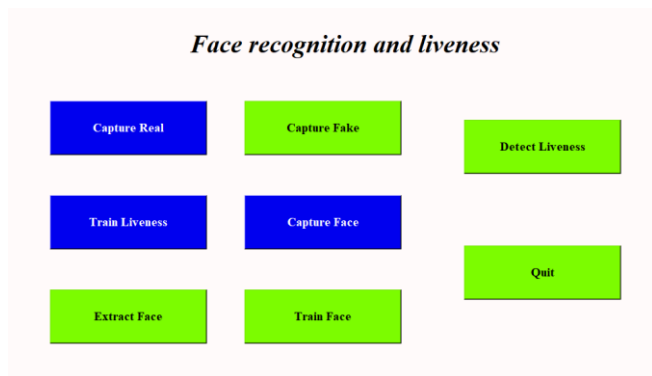 Face recognition and liveness
Capture Real
Capture Fake
Detect Liveness
Train Liveness
Capture Face
Quit
Extract Face
Train Face